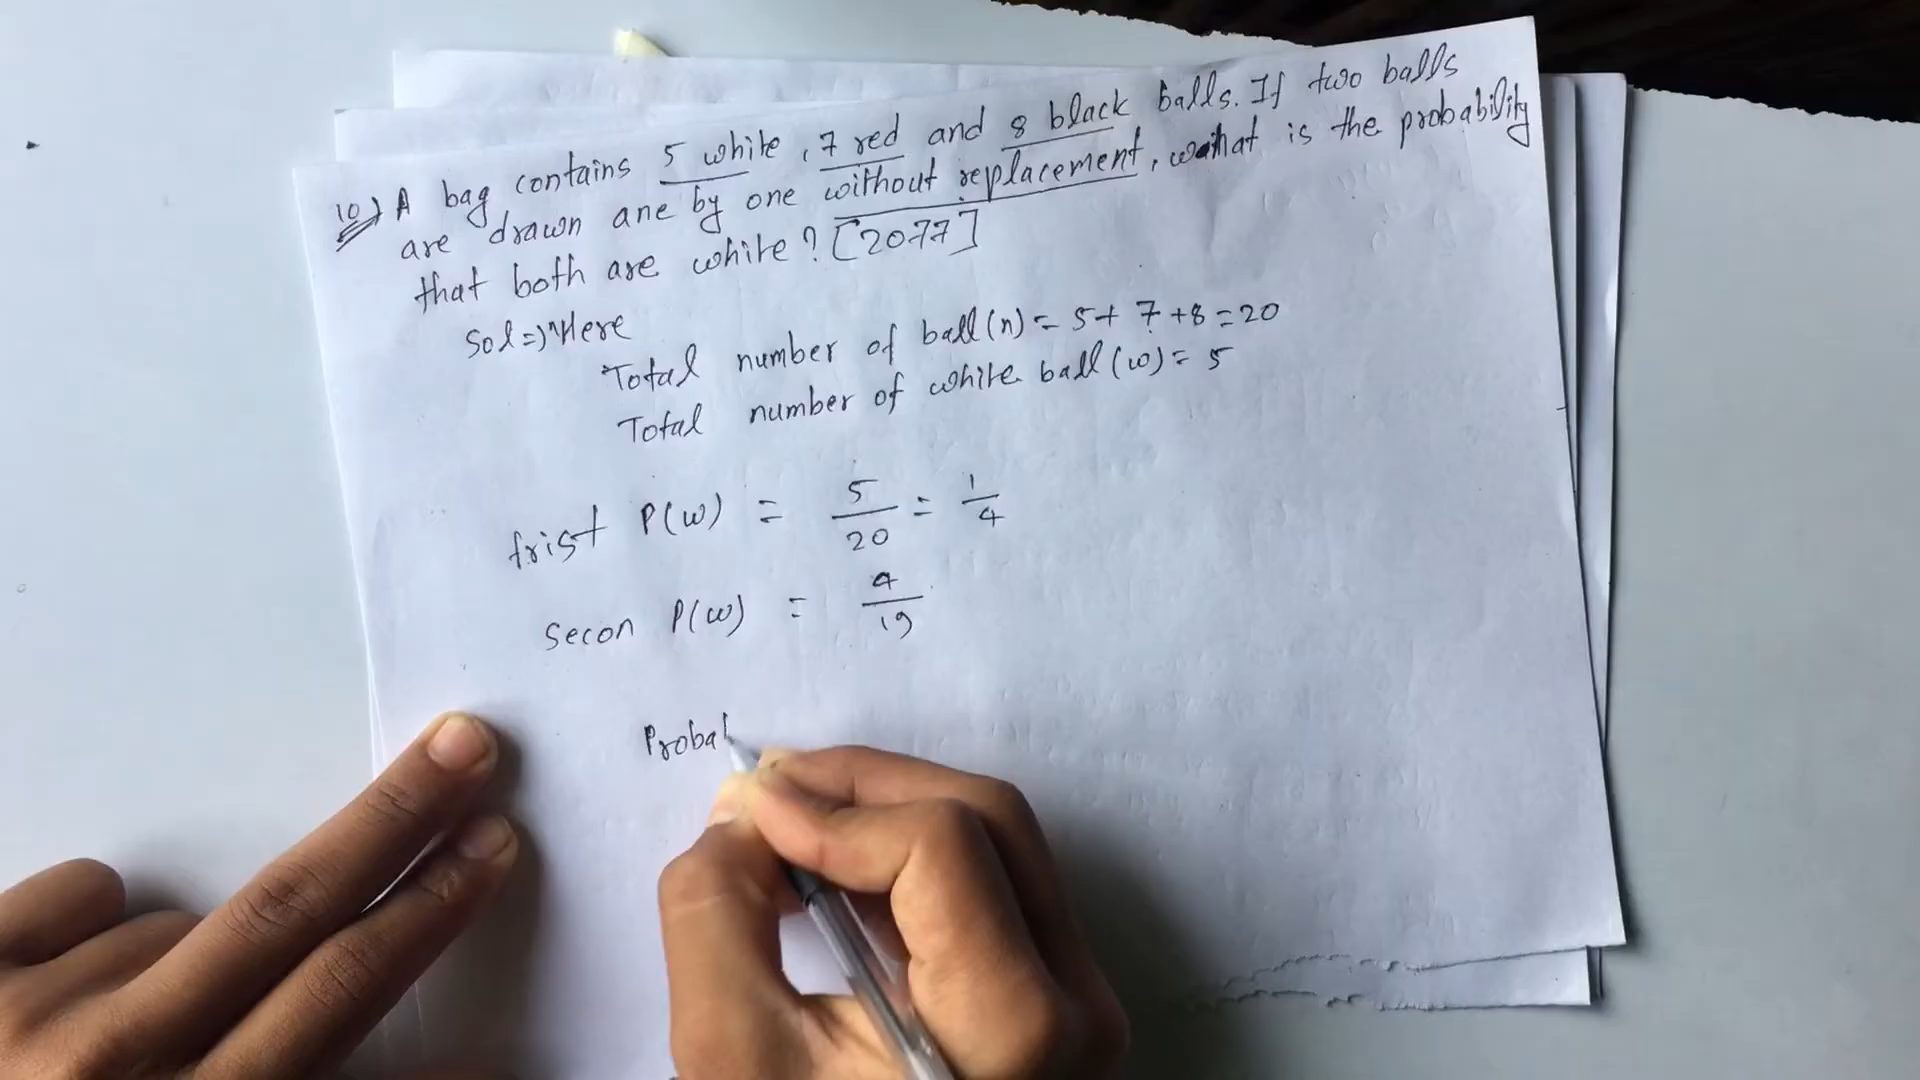 10) A bag contains 5 white, 7 red and 8 black balls. If two balls
are drawn ane by one without replacement, what is the probability
that both are white? [2077]
Sol=) Here
Total number of ball (n) = 5 + 7 + 8 = 20
Total number of white ball (w) = 5
frist P(w) = 5/20 = 1/4
secon P(w) = 4/19
Probab